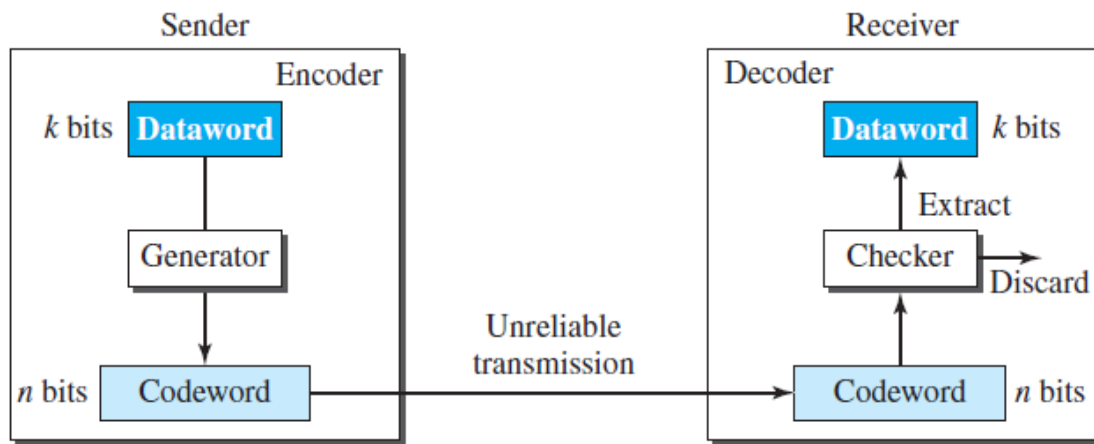 Sender
Encoder
k bits
Dataword
Generator
n bits
Codeword
Unreliable
transmission
Receiver
Decoder
Dataword
k bits
Extract
Checker
Discard
Codeword
n bits